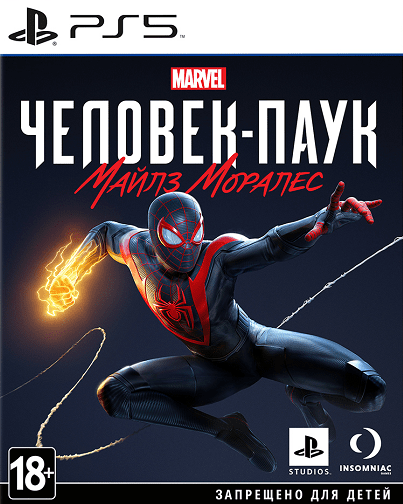 PS5
MARVEL
ЧЕЛОВЕК-ПАУК
МАЙЛЗ МОРАЛЕС
STUDIOS
INSOMNIAC
GAMES
18+
ЗАПРЕЩЕНО ДЛЯ ДЕТЕЙ